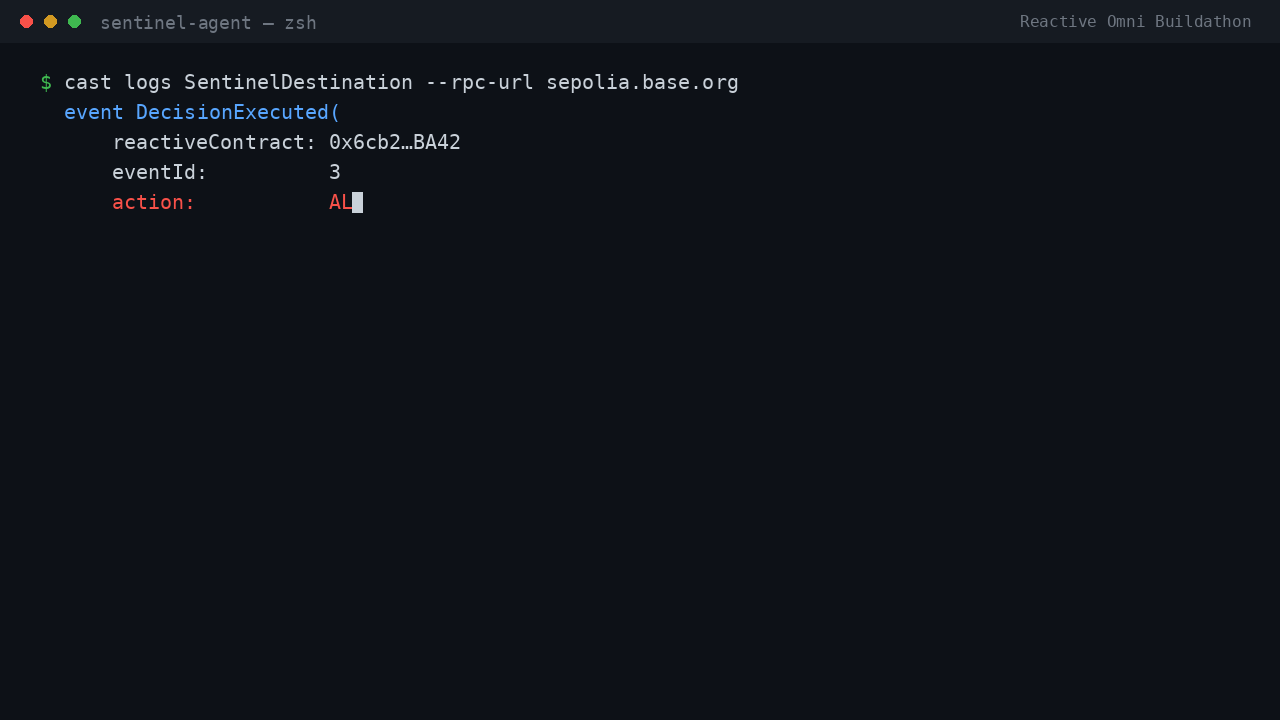 sentinel-agent — zsh
Reactive Omni Buildathon
$ cast logs SentinelDestination --rpc-url sepolia.base.org
event DecisionExecuted(
reactiveContract: 0x6cb2…BA42
eventId: 3
action: AL